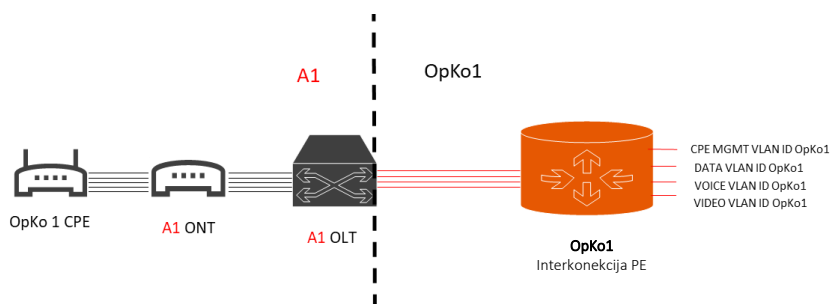 A1
OpKo1
CPE MGMT VLAN ID OpKo1
DATA VLAN ID OpKo1
VOICE VLAN ID OpKo1
VIDEO VLAN ID OpKo1
OpKo 1 CPE
A1 ONT
A1 OLT
OpKo1
Interkonekcija PE